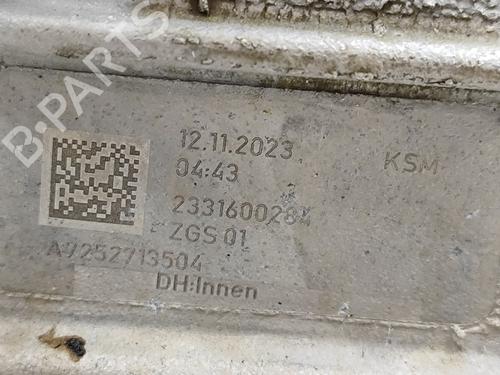 B-PARTS
12.11.2023
04:43
KSM
2331600284
ZGS 01
A7252713504
DH:Innen